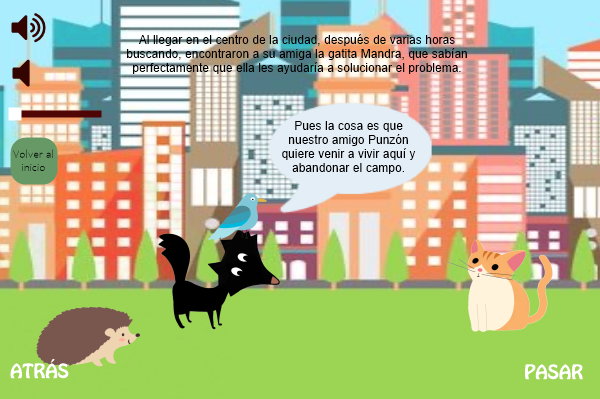 Al llegar en el centro de la ciudad, después de varias horas
buscando, encontraron a su amiga la gatita Mandra, que sabían
perfectamente que ella les ayudaría a solucionar el problema.
Pues la cosa es que
nuestro amigo Punzón
quiere venir a vivir aquí y
abandonar el campo.
Volver al
inicio
ATRÁS
PASAR